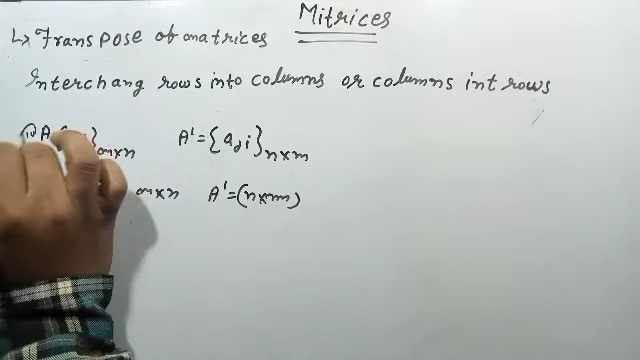 Mitrices
↳ Transpose of matrices
Interchang rows into columns or columns int rows
A }m×n A' = {aji}n×m
m×n A' = (n×m)